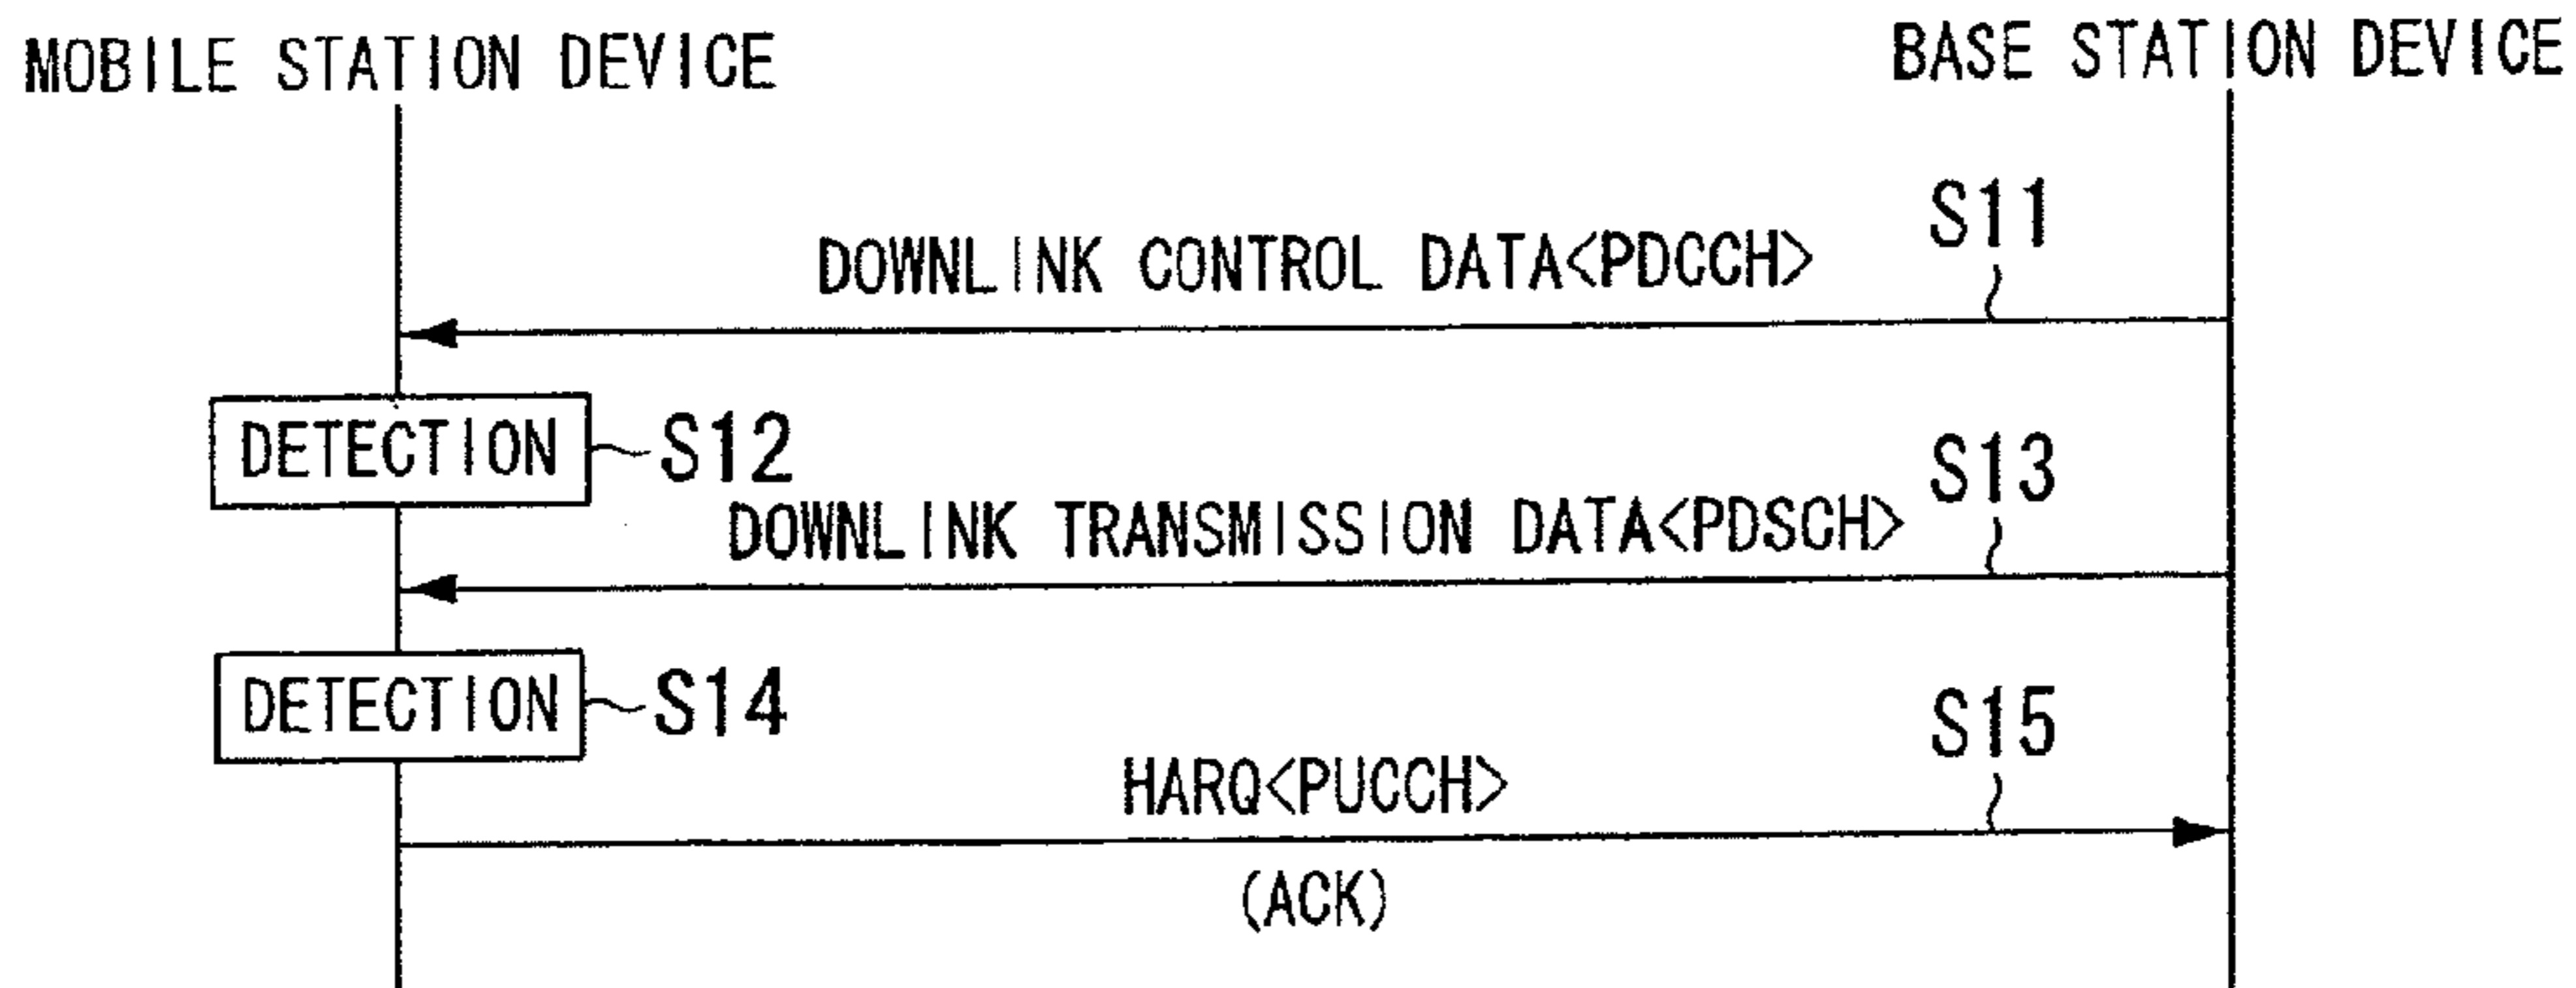 MOBILE STATION DEVICE
BASE STATION DEVICE
S11
DOWNLINK CONTROL DATA<PDCCH>
DETECTION
S12
S13
DOWNLINK TRANSMISSION DATA<PDSCH>
DETECTION
S14
S15
HARQ<PUCCH>
(ACK)